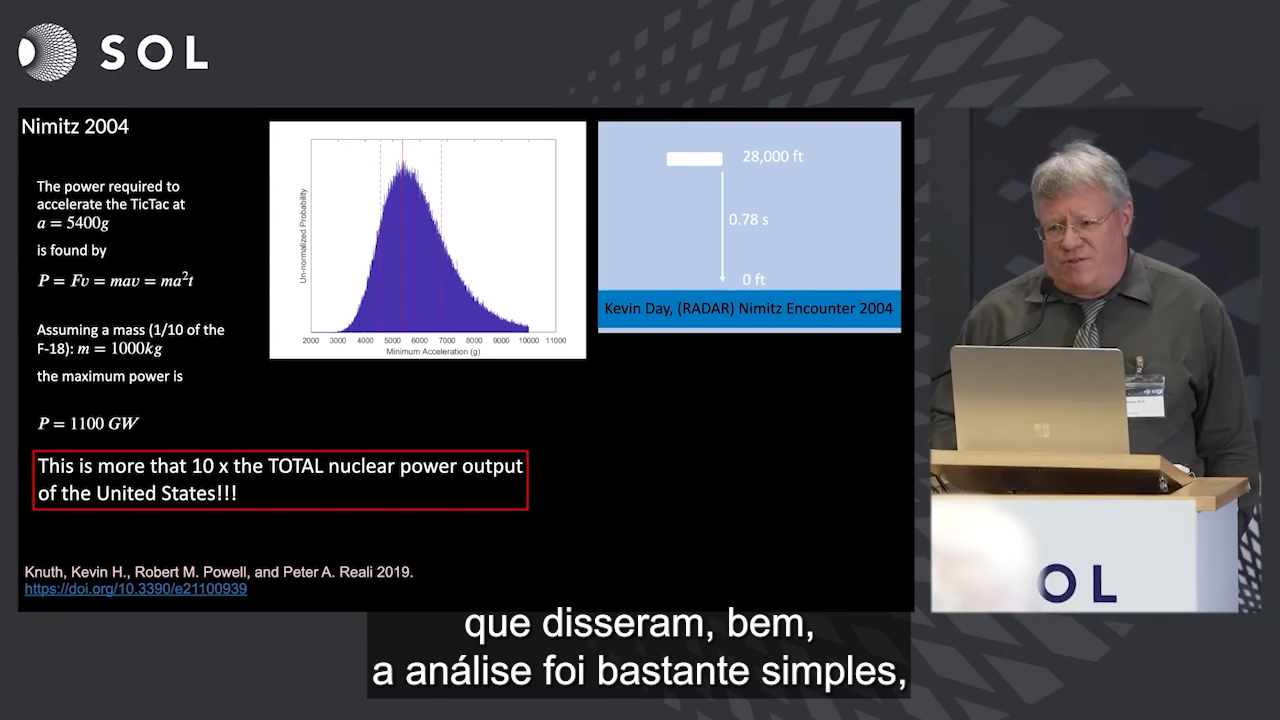 SOL
Nimitz 2004
The power required to
accelerate the TicTac at
a = 5400g
is found by
P = Fv = mav = ma²t
Assuming a mass (1/10 of the
F-18): m = 1000kg
the maximum power is
P = 1100 GW
This is more that 10 x the TOTAL nuclear power output
of the United States!!!
Knuth, Kevin H., Robert M. Powell, and Peter A. Reali 2019.
https://doi.org/10.3390/e21100939
Un-normalized Probability
2000 3000 4000 5000 6000 7000 8000 9000 10000 11000
Minimum Acceleration (g)
28,000 ft
0.78 s
0 ft
Kevin Day, (RADAR) Nimitz Encounter 2004
OL
que disseram, bem,
a análise foi bastante simples,